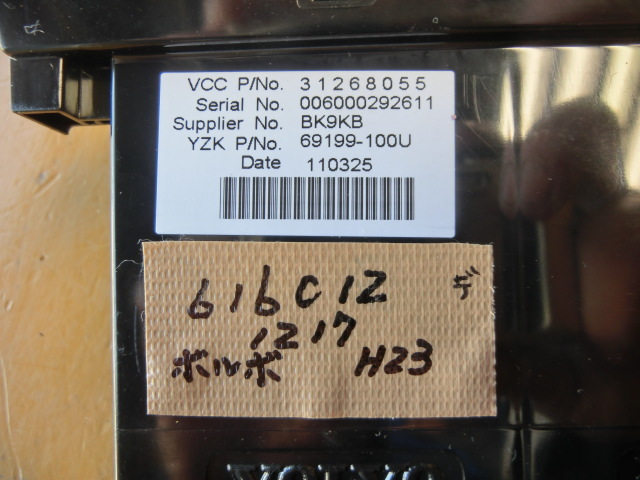 VCC P/No. 31268055
Serial No. 006000292611
Supplier No. BK9KB
YZK P/No. 69199-100U
Date 110325
616C12
1217
ボルボ H23
VOLVO